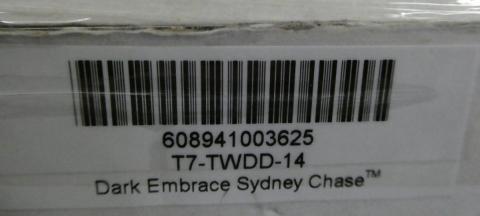 608941003625
T7-TWDD-14
Dark Embrace Sydney Chase™